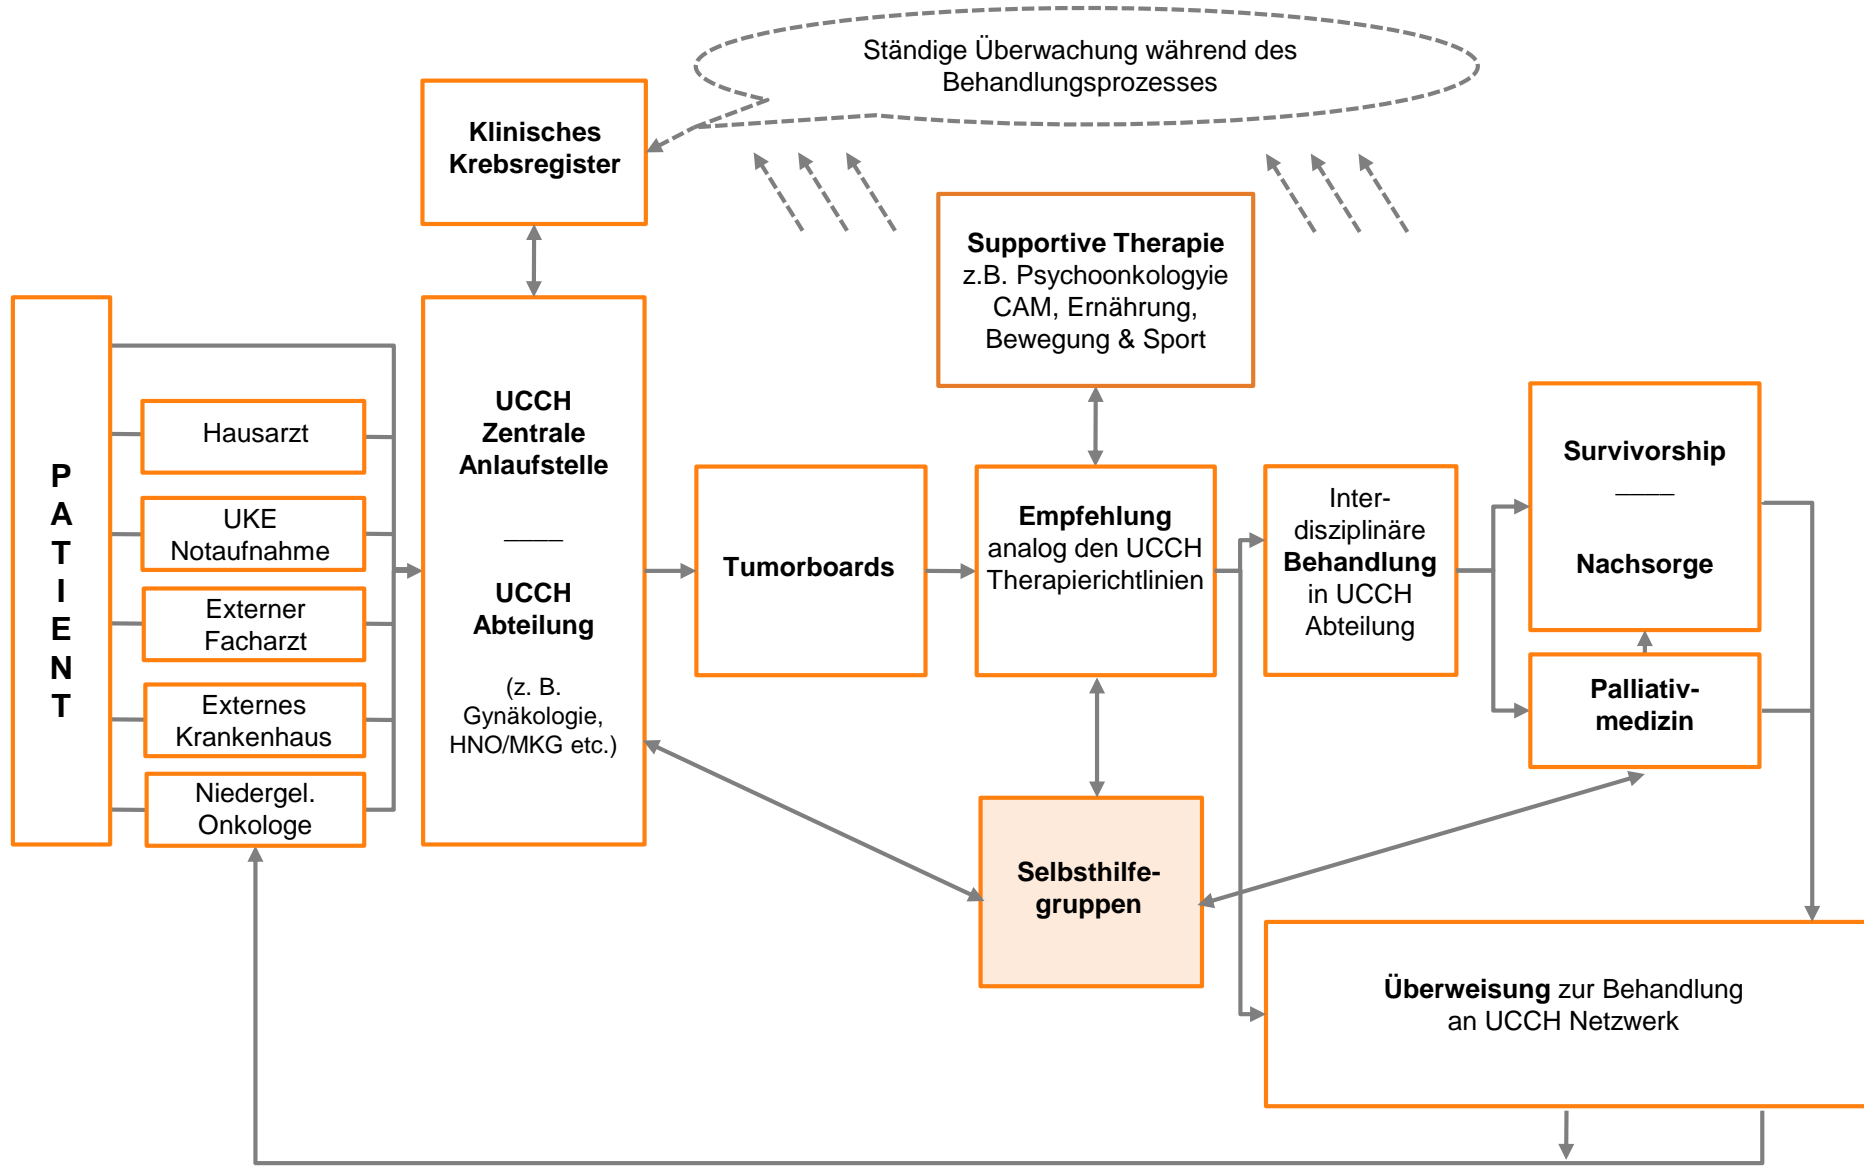 Ständige Überwachung während des
Behandlungsprozesses
Klinisches
Krebsregister
Supportive Therapie
z.B. Psychoonkologyie
CAM, Ernährung,
Bewegung & Sport
P
A
T
I
E
N
T
Hausarzt
UKE
Notaufnahme
Externer
Facharzt
Externes
Krankenhaus
Niedergel.
Onkologe
UCCH
Zentrale
Anlaufstelle
UCCH
Abteilung
(z. B.
Gynäkologie,
HNO/MKG etc.)
Tumorboards
Empfehlung
analog den UCCH
Therapierichtlinien
Inter-
disziplinäre
Behandlung
in UCCH
Abteilung
Survivorship
Nachsorge
Palliativ-
medizin
Selbsthilfe-
gruppen
Überweisung zur Behandlung
an UCCH Netzwerk